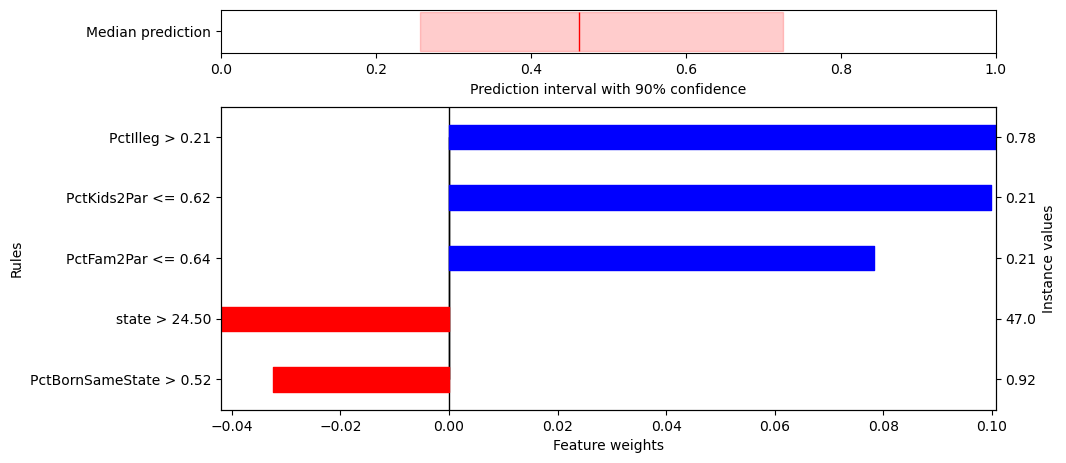 Median prediction
0.0 0.2 0.4 0.6 0.8 1.0
Prediction interval with 90% confidence
PctIlleg > 0.21 0.78
PctKids2Par <= 0.62 0.21
PctFam2Par <= 0.64 0.21
state > 24.50 47.0
PctBornSameState > 0.52 0.92
Rules
Instance values
−0.04 −0.02 0.00 0.02 0.04 0.06 0.08 0.10
Feature weights